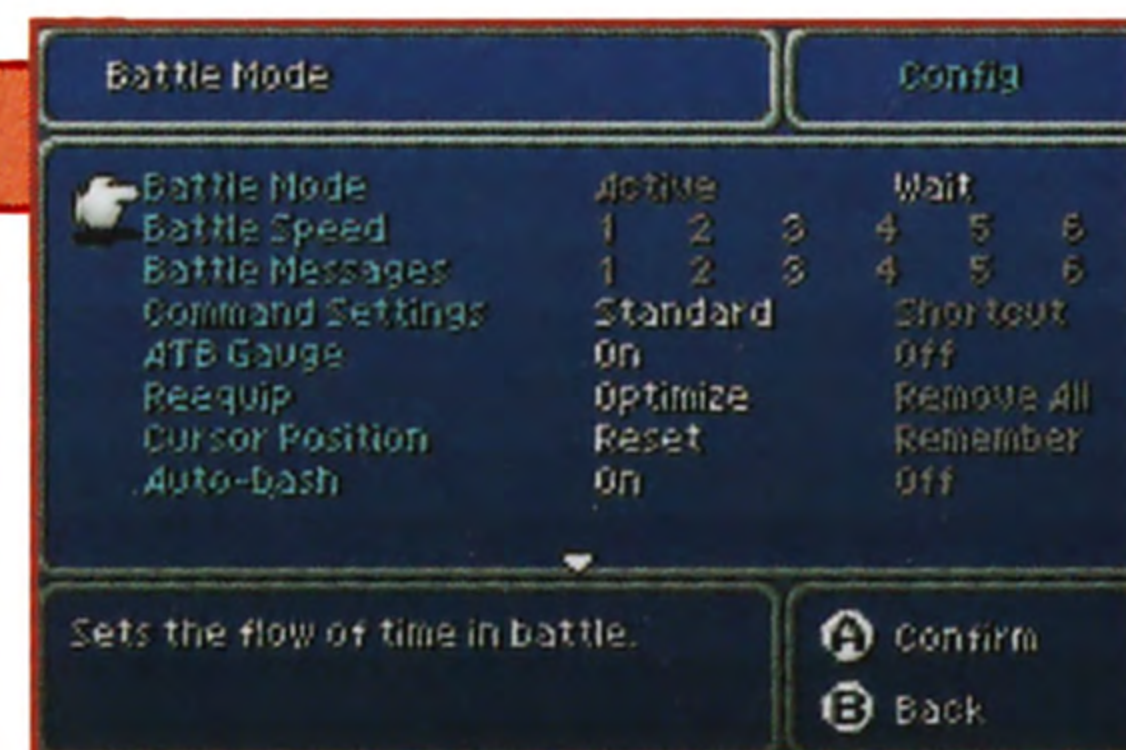 Battle Mode
Config
Battle Mode Active Wait
Battle Speed 1 2 3 4 5 6
Battle Messages 1 2 3 4 5 6
Command Settings Standard Shortcut
ATB Gauge On Off
Reequip Optimize Remove All
Cursor Position Reset Remember
Auto-Dash On Off
Sets the flow of time in battle.
A Confirm
B Back